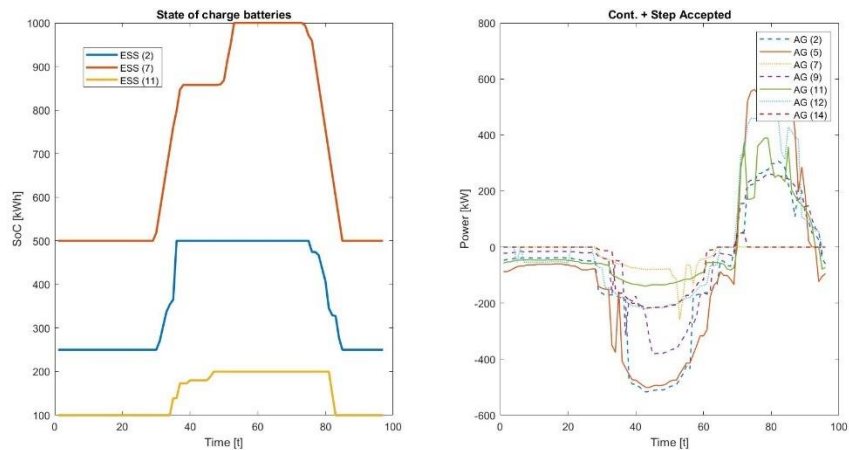 State of charge batteries
ESS (2)
ESS (7)
ESS (11)
SoC [kWh]
1000
900
800
700
600
500
400
300
200
100
0
20
40
60
80
100
Time [t]
Cont. + Step Accepted
AG (2)
AG (5)
AG (7)
AG (9)
AG (11)
AG (12)
AG (14)
Power [kW]
800
600
400
200
0
-200
-400
-600
0
20
40
60
80
100
Time [t]